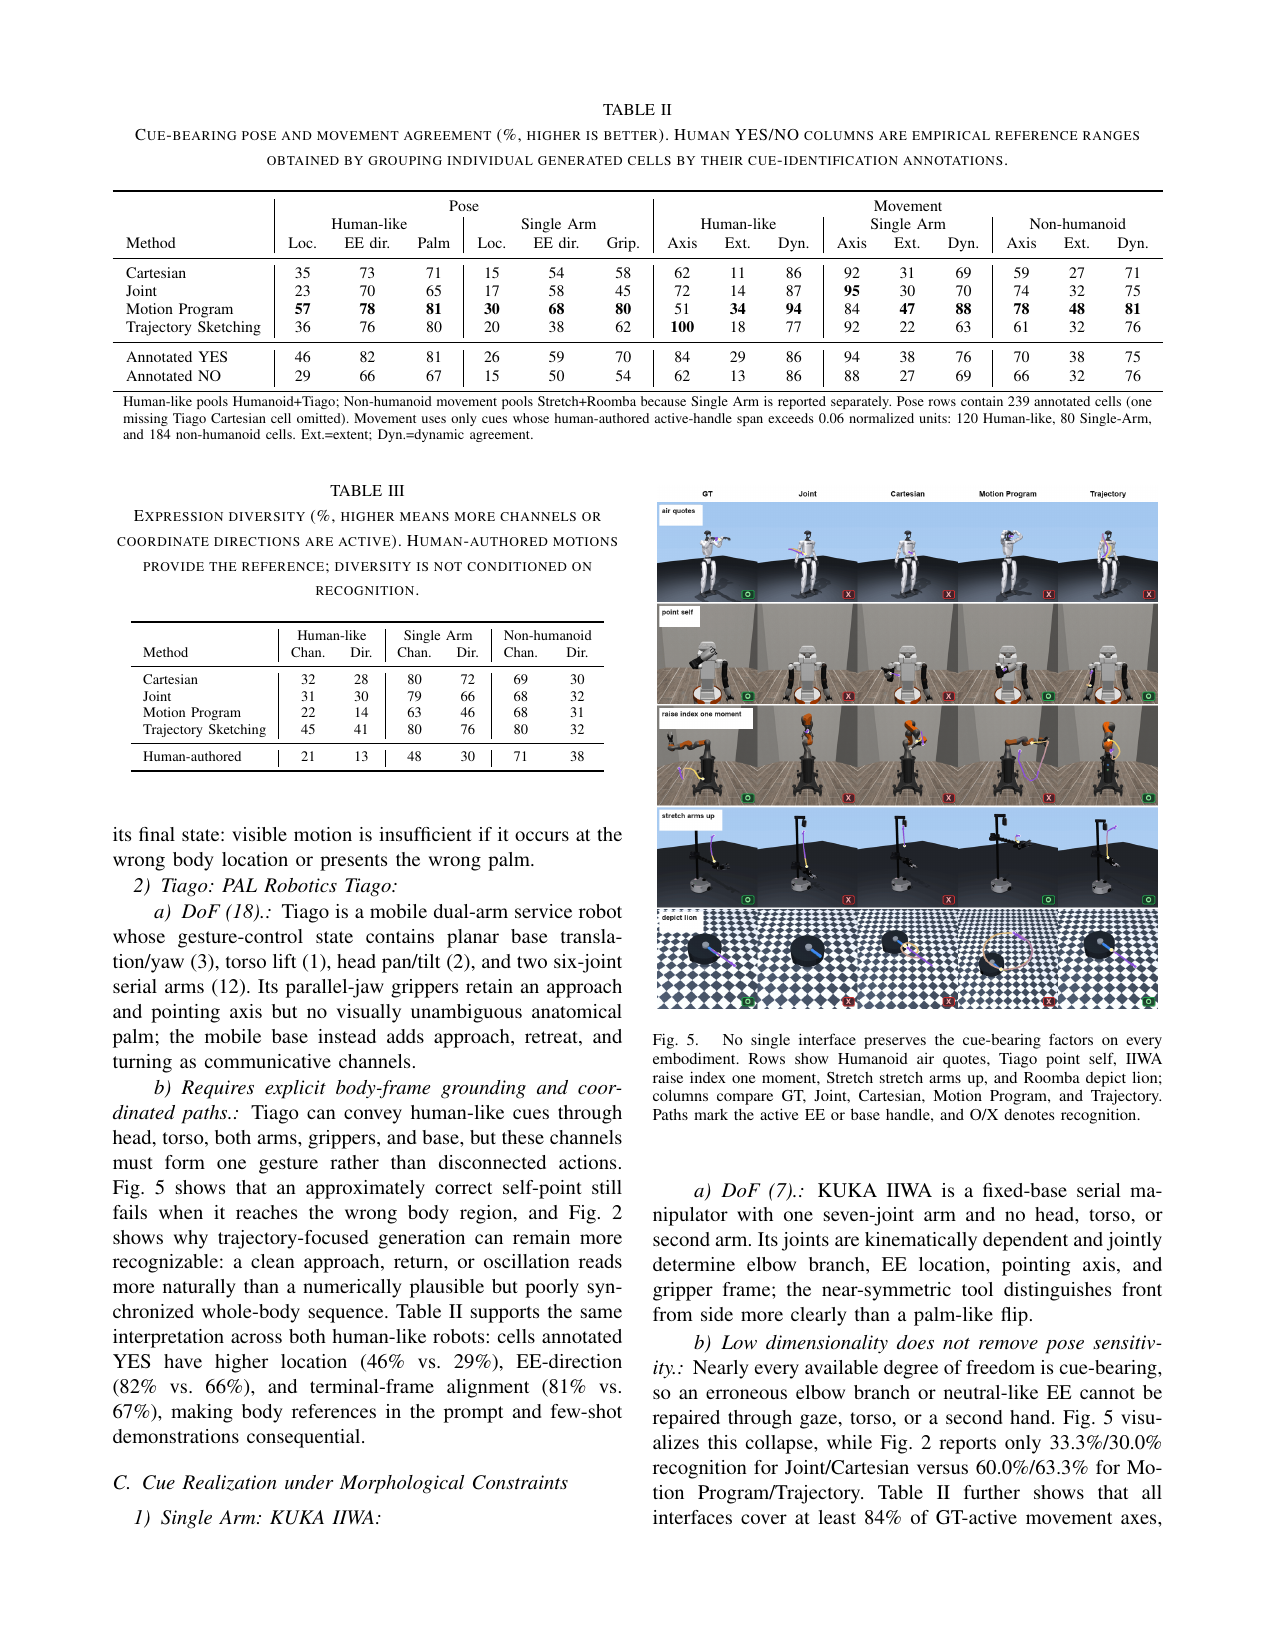 TABLE II
CUE-BEARING POSE AND MOVEMENT AGREEMENT (%, HIGHER IS BETTER). HUMAN YES/NO COLUMNS ARE EMPIRICAL REFERENCE RANGES
OBTAINED BY GROUPING INDIVIDUAL GENERATED CELLS BY THEIR CUE-IDENTIFICATION ANNOTATIONS.
Pose Movement
Human-like Single Arm Human-like Single Arm Non-humanoid
Method Loc. EE dir. Palm Loc. EE dir. Grip. Axis Ext. Dyn. Axis Ext. Dyn. Axis Ext. Dyn.
Cartesian 35 73 71 15 54 58 62 11 86 92 31 69 59 27 71
Joint 23 70 65 17 58 45 72 14 87 95 30 70 74 32 75
Motion Program 57 78 81 30 68 80 51 34 94 84 47 88 78 48 81
Trajectory Sketching 36 76 80 20 38 62 100 18 77 92 22 63 61 32 76
Annotated YES 46 82 81 26 59 70 84 29 86 94 38 76 70 38 75
Annotated NO 29 66 67 15 50 54 62 13 86 88 27 69 66 32 76
Human-like pools Humanoid+Tiago; Non-humanoid movement pools Stretch+Roomba because Single Arm is reported separately. Pose rows contain 239 annotated cells (one
missing Tiago Cartesian cell omitted). Movement uses only cues whose human-authored active-handle span exceeds 0.06 normalized units: 120 Human-like, 80 Single-Arm,
and 184 non-humanoid cells. Ext.=extent; Dyn.=dynamic agreement.
TABLE III
EXPRESSION DIVERSITY (%, HIGHER MEANS MORE CHANNELS OR
COORDINATE DIRECTIONS ARE ACTIVE). HUMAN-AUTHORED MOTIONS
PROVIDE THE REFERENCE; DIVERSITY IS NOT CONDITIONED ON
RECOGNITION.
Human-like Single Arm Non-humanoid
Method Chan. Dir. Chan. Dir. Chan. Dir.
Cartesian 32 28 80 72 69 30
Joint 31 30 79 66 68 32
Motion Program 22 14 63 46 68 31
Trajectory Sketching 45 41 80 76 80 32
Human-authored 21 13 48 30 71 38
its final state: visible motion is insufficient if it occurs at the
wrong body location or presents the wrong palm.
2) Tiago: PAL Robotics Tiago:
a) DoF (18).: Tiago is a mobile dual-arm service robot
whose gesture-control state contains planar base transla-
tion/yaw (3), torso lift (1), head pan/tilt (2), and two six-joint
serial arms (12). Its parallel-jaw grippers retain an approach
and pointing axis but no visually unambiguous anatomical
palm; the mobile base instead adds approach, retreat, and
turning as communicative channels.
b) Requires explicit body-frame grounding and coor-
dinated paths.: Tiago can convey human-like cues through
head, torso, both arms, grippers, and base, but these channels
must form one gesture rather than disconnected actions.
Fig. 5 shows that an approximately correct self-point still
fails when it reaches the wrong body region, and Fig. 2
shows why trajectory-focused generation can remain more
recognizable: a clean approach, return, or oscillation reads
more naturally than a numerically plausible but poorly syn-
chronized whole-body sequence. Table II supports the same
interpretation across both human-like robots: cells annotated
YES have higher location (46% vs. 29%), EE-direction
(82% vs. 66%), and terminal-frame alignment (81% vs.
67%), making body references in the prompt and few-shot
demonstrations consequential.
C. Cue Realization under Morphological Constraints
1) Single Arm: KUKA IIWA:
GT Joint Cartesian Motion Program Trajectory
air quotes
O X X X X
point self
O X X O X
raise index one moment
O X X X O
stretch arms up
O X X O O
depict lion
O X X X O
Fig. 5. No single interface preserves the cue-bearing factors on every
embodiment. Rows show Humanoid air quotes, Tiago point self, IIWA
raise index one moment, Stretch stretch arms up, and Roomba depict lion;
columns compare GT, Joint, Cartesian, Motion Program, and Trajectory.
Paths mark the active EE or base handle, and O/X denotes recognition.
a) DoF (7).: KUKA IIWA is a fixed-base serial ma-
nipulator with one seven-joint arm and no head, torso, or
second arm. Its joints are kinematically dependent and jointly
determine elbow branch, EE location, pointing axis, and
gripper frame; the near-symmetric tool distinguishes front
from side more clearly than a palm-like flip.
b) Low dimensionality does not remove pose sensitiv-
ity.: Nearly every available degree of freedom is cue-bearing,
so an erroneous elbow branch or neutral-like EE cannot be
repaired through gaze, torso, or a second hand. Fig. 5 visu-
alizes this collapse, while Fig. 2 reports only 33.3%/30.0%
recognition for Joint/Cartesian versus 60.0%/63.3% for Mo-
tion Program/Trajectory. Table II further shows that all
interfaces cover at least 84% of GT-active movement axes,